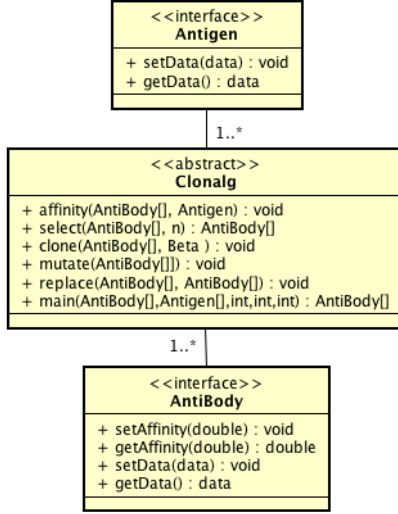 <<interface>>
Antigen
+ setData(data) : void
+ getData() : data
1..*
<<abstract>>
Clonalg
+ affinity(AntiBody[], Antigen) : void
+ select(AntiBody[], n) : AntiBody[]
+ clone(AntiBody[], Beta ) : void
+ mutate(AntiBody[]]) : void
+ replace(AntiBody[], AntiBody[]) : void
+ main(AntiBody[],Antigen[],int,int,int) : AntiBody[]
1..*
<<interface>>
AntiBody
+ setAffinity(double) : void
+ getAffinity(double) : double
+ setData(data) : void
+ getData() : data